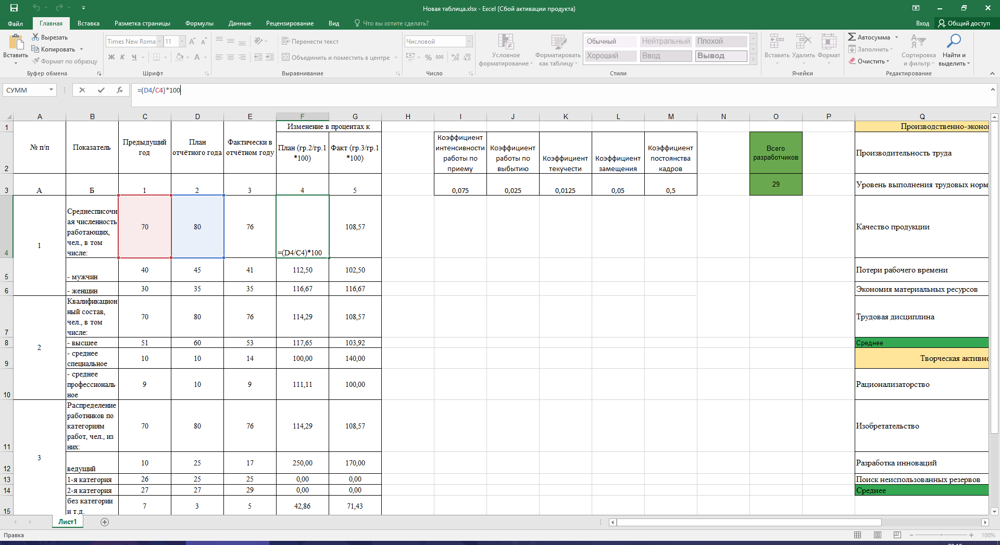 Новая таблица.xlsx - Excel (Сбой активации продукта)
Файл Главная Вставка Разметка страницы Формулы Данные Рецензирование Вид Что вы хотите сделать? Вход Общий доступ
Вставить
Вырезать
Копировать
Формат по образцу
Буфер обмена
Times New Roma 11
Ж К Ч А
Шрифт
Перенести текст
Объединить и поместить в центре
Выравнивание
Числовой
% 000
Число
Условное форматирование
Форматировать как таблицу
Обычный Нейтральный Плохой
Хороший Ввод Вывод
Стили
Вставить Удалить Формат
Ячейки
Автосумма
Заполнить
Очистить
Сортировка и фильтр
Найти и выделить
Редактирование
СУММ fx =(D4/C4)*100
A B C D E F G H I J K L M N O P Q
1 Изменение в процентах к Производственно-эконо
2 № п/п Показатель Предыдущий год План отчётного года Фактически в отчётном году План (гр.2/гр.1 *100) Факт (гр.3/гр.1 *100) Коэффициент интенсивности работы по приему Коэффициент работы по выбытию Коэффициент текучести Коэффициент замещения Коэффициент постоянства кадров Всего разработчиков Производительность труда
3 А Б 1 2 3 4 5 0,075 0,025 0,0125 0,05 0,5 29 Уровень выполнения трудовых норм
4 1 Среднесписочная численность работающих, чел., в том числе: 70 80 76 =(D4/C4)*100 108,57 Качество продукции
5 - мужчин 40 45 41 112,50 102,50 Потери рабочего времени
6 - женщин 30 35 35 116,67 116,67 Экономия материальных ресурсов
7 2 Квалификационный состав, чел., в том числе: 70 80 76 114,29 108,57 Трудовая дисциплина
8 - высшее 51 60 53 117,65 103,92 Среднее
9 - среднее специальное 10 10 14 100,00 140,00 Творческая активно
10 - среднее профессиональное 9 10 9 111,11 100,00 Рационализаторство
11 3 Распределение работников по категориям работ, чел., из них: 70 80 76 114,29 108,57 Изобретательство
12 ведущий 10 25 17 250,00 170,00 Разработка инноваций
13 1-я категория 26 25 25 0,00 0,00 Поиск неиспользованных резервов
14 2-я категория 27 27 29 0,00 0,00 Среднее
15 без категории и т.д. 7 3 5 42,86 71,43
Лист1
Правка 100%